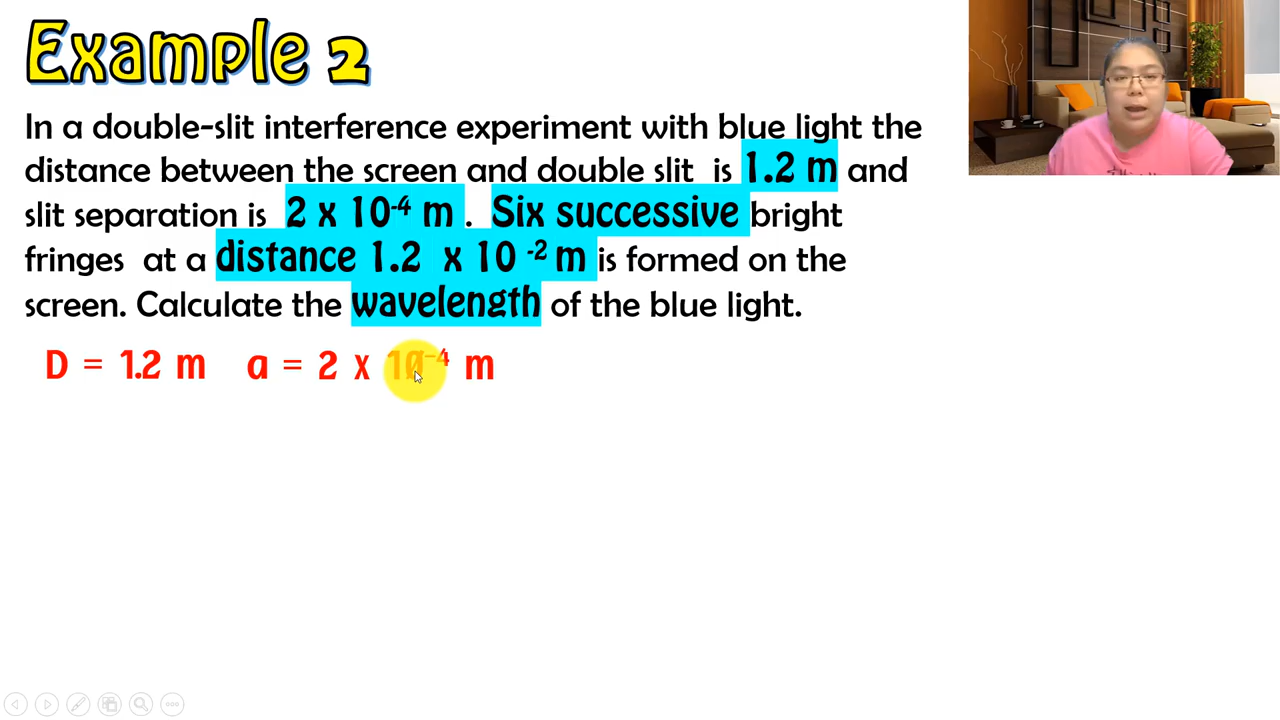 Example 2
In a double-slit interference experiment with blue light the
distance between the screen and double slit is 1.2 m and
slit separation is 2 x 10⁻⁴ m . Six successive bright
fringes at a distance 1.2 x 10 ⁻² m is formed on the
screen. Calculate the wavelength of the blue light.
D = 1.2 m a = 2 x 10⁻⁴ m